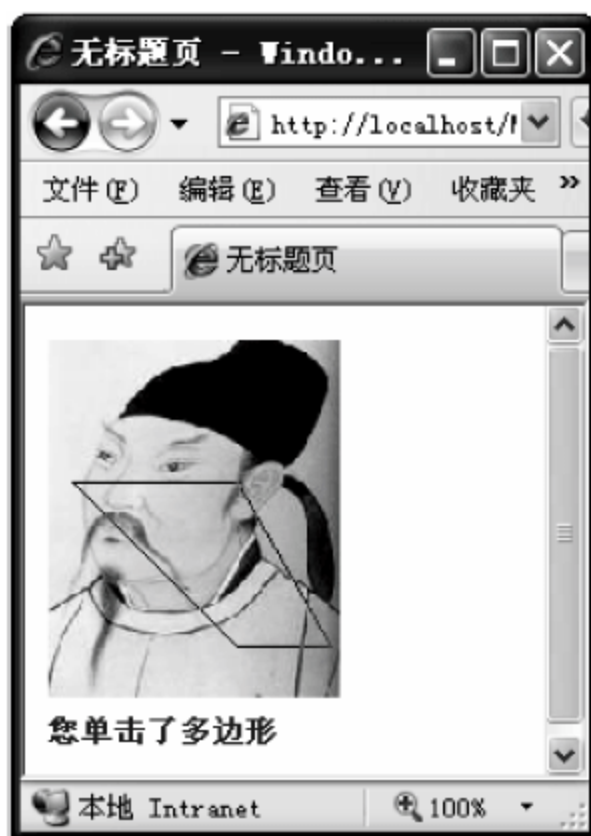 无标题页 - Windo...
http://localhost/
文件(F) 编辑(E) 查看(V) 收藏夹 »
无标题页
您单击了多边形
本地 Intranet 100%